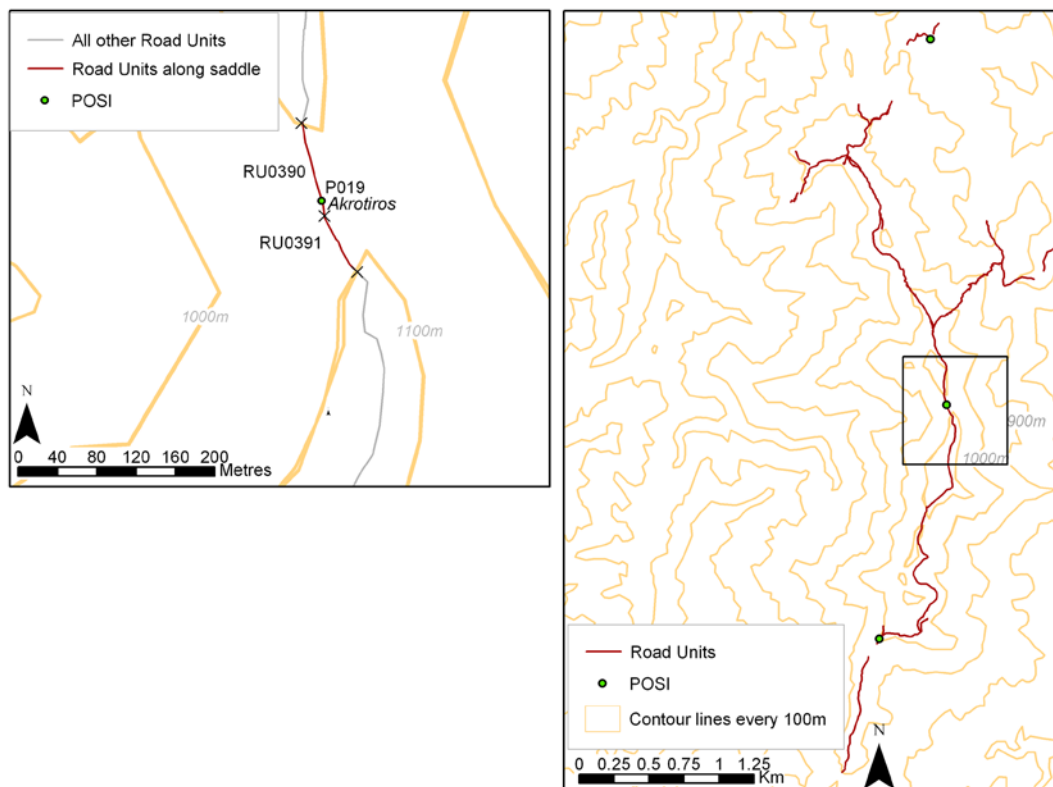 All other Road Units
Road Units along saddle
POSI
RU0390
P019
Akrotiros
RU0391
1000m
1100m
N
0 40 80 120 160 200
Metres
900m
1000m
Road Units
POSI
Contour lines every 100m
N
0 0.25 0.5 0.75 1 1.25
Km